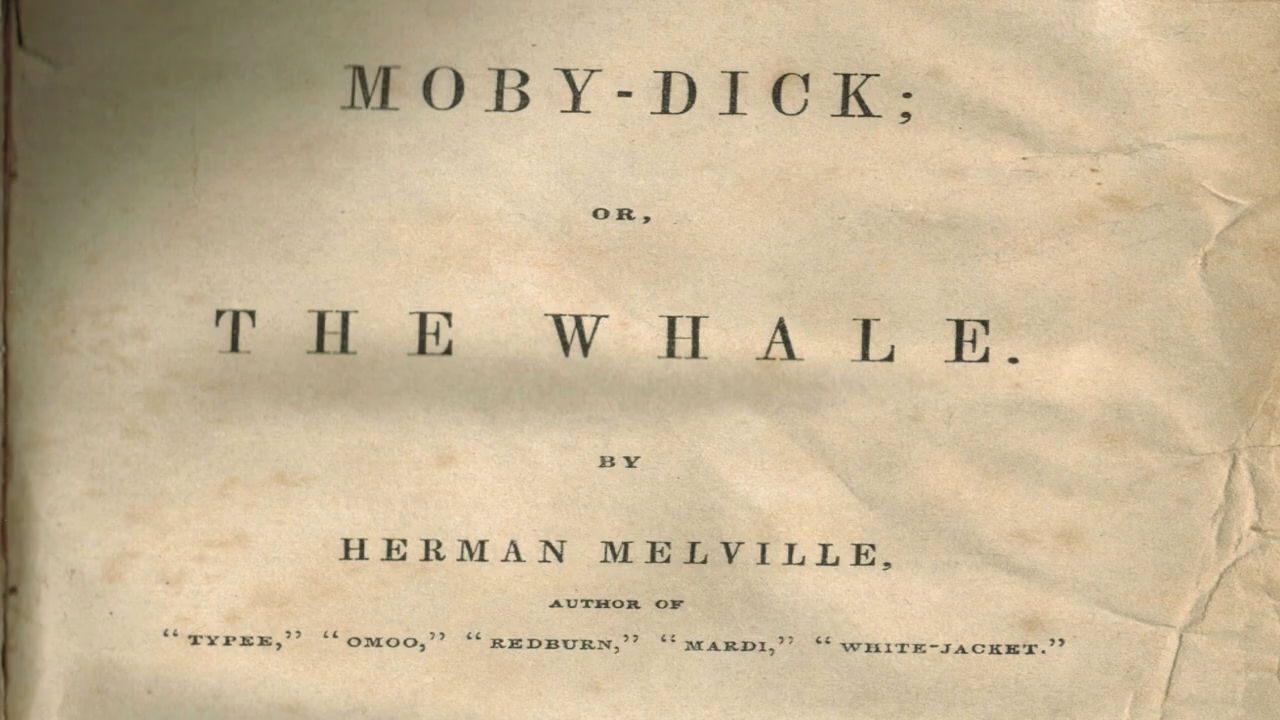 MOBY-DICK;
OR,
THE WHALE.
BY
HERMAN MELVILLE,
AUTHOR OF
“TYPEE,” “OMOO,” “REDBURN,” “MARDI,” “WHITE-JACKET.”